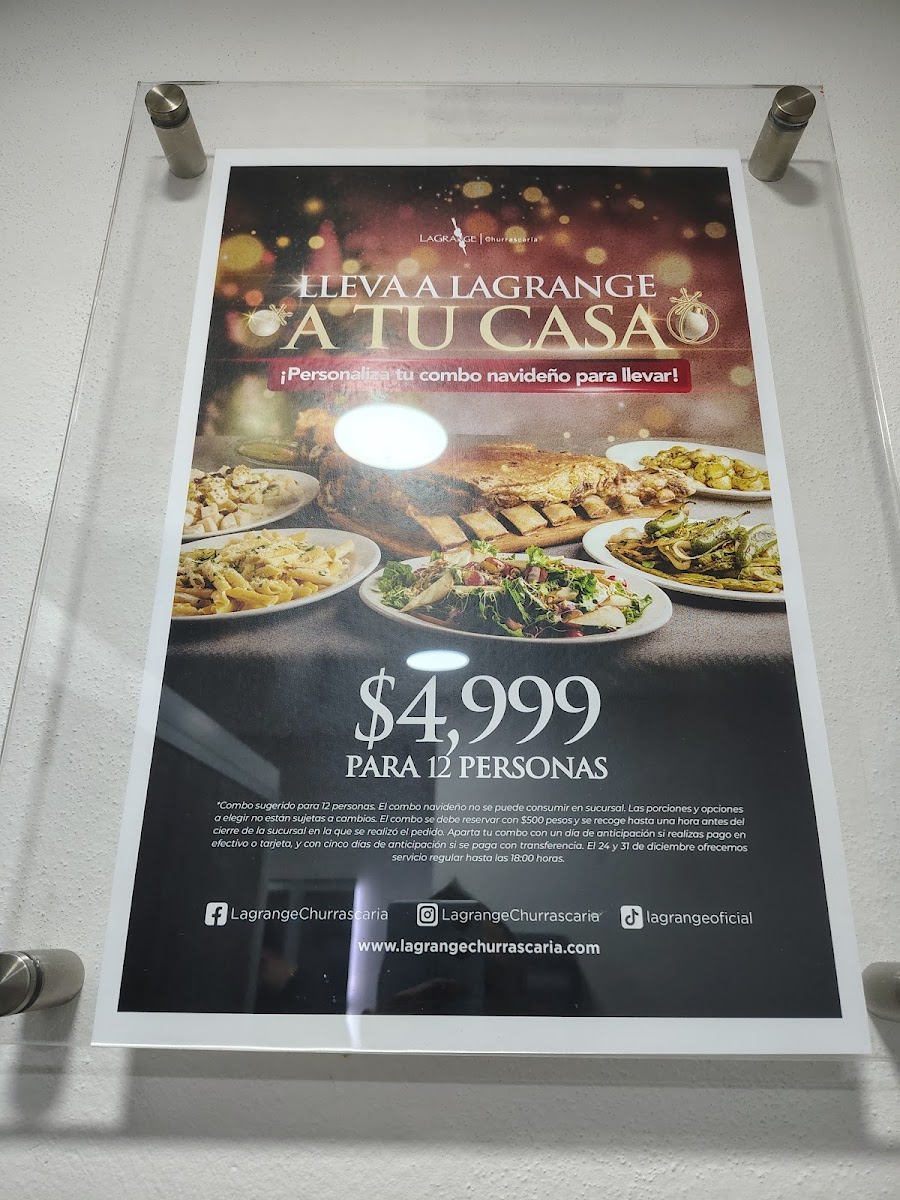 LAGRANGE | Churrascaria
LLEVA A LAGRANGE
A TU CASA
¡Personaliza tu combo navideño para llevar!
$4,999
PARA 12 PERSONAS
*Combo sugerido para 12 personas. El combo navideño no se puede consumir en sucursal. Las porciones y opciones
a elegir no están sujetas a cambios. El combo se debe reservar con $500 pesos y se recoge hasta una hora antes del
cierre de la sucursal en la que se realizó el pedido. Aparta tu combo con un día de anticipación si realizas pago en
efectivo o tarjeta, y con cinco días de anticipación si se paga con transferencia. El 24 y 31 de diciembre ofrecemos
servicio regular hasta las 18:00 horas.
LagrangeChurrascaria LagrangeChurrascaria lagrangeoficial
www.lagrangechurrascaria.com